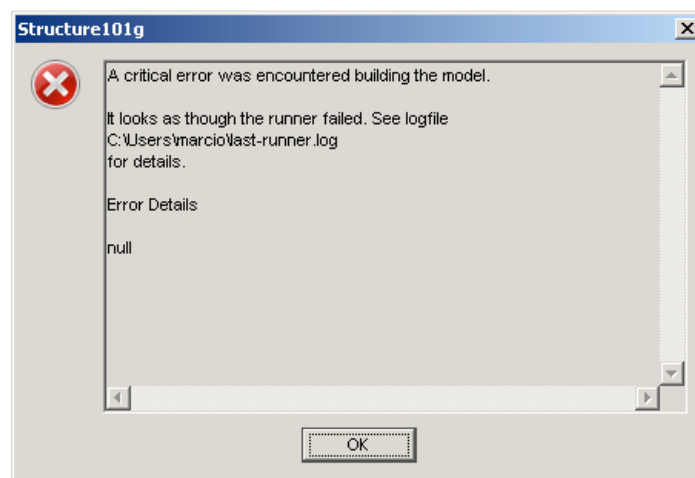 Structure101g
A critical error was encountered building the model.
It looks as though the runner failed. See logfile
C:\Users\marcio\last-runner.log
for details.
Error Details
null
OK